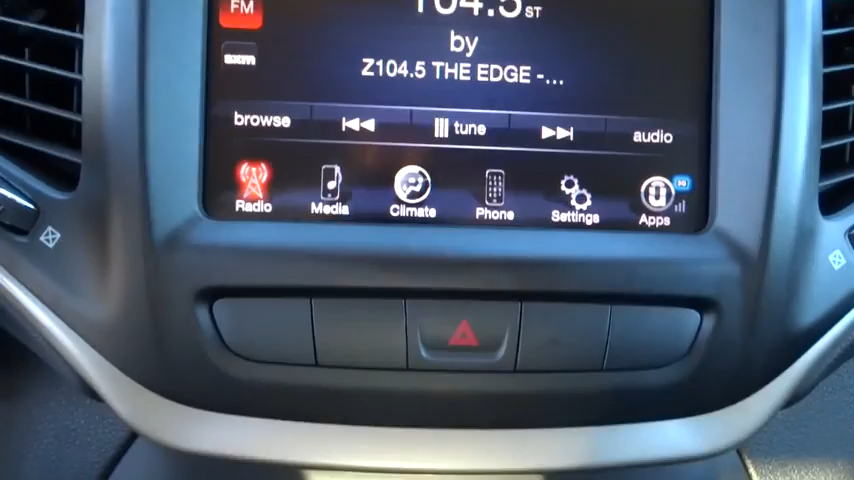 FM
104.5 ST
sxm
by
Z104.5 THE EDGE -...
browse
tune
audio
Radio
Media
Climate
Phone
Settings
Apps